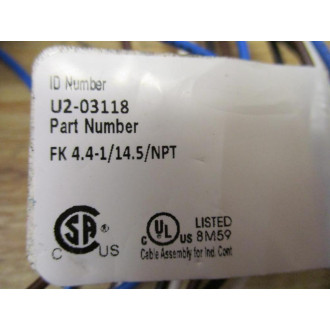 ID Number
U2-03118
Part Number
FK 4.4-1/14.5/NPT
SA ®
C US
C UL US LISTED
8M59
Cable Assembly for Ind. Cont